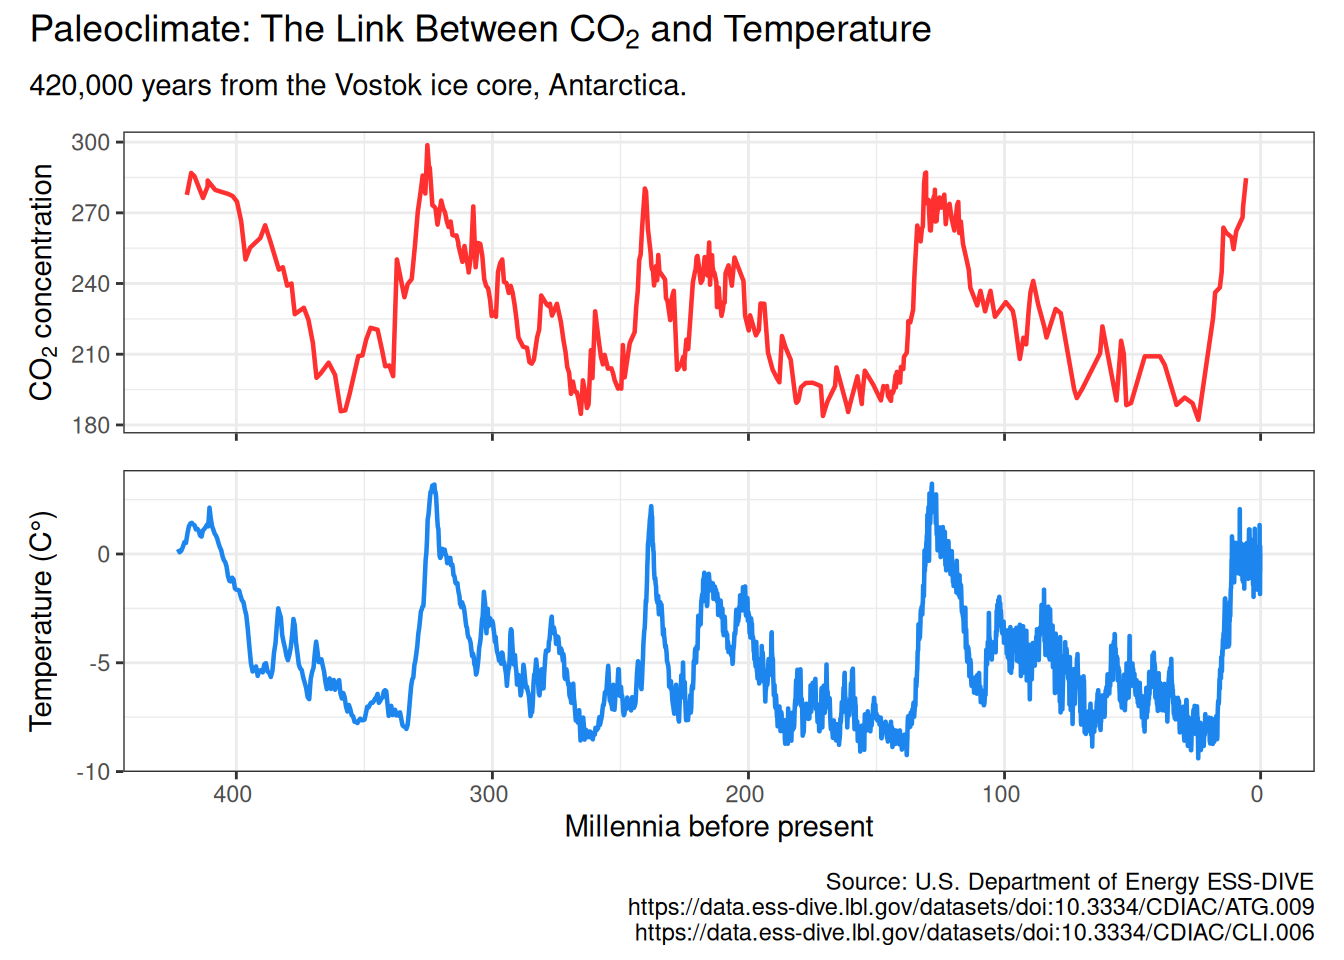 Paleoclimate: The Link Between CO₂ and Temperature
420,000 years from the Vostok ice core, Antarctica.
CO₂ concentration
300
270
240
210
180
Temperature (C°)
0
-5
-10
400 300 200 100 0
Millennia before present
Source: U.S. Department of Energy ESS-DIVE
https://data.ess-dive.lbl.gov/datasets/doi:10.3334/CDIAC/ATG.009
https://data.ess-dive.lbl.gov/datasets/doi:10.3334/CDIAC/CLI.006